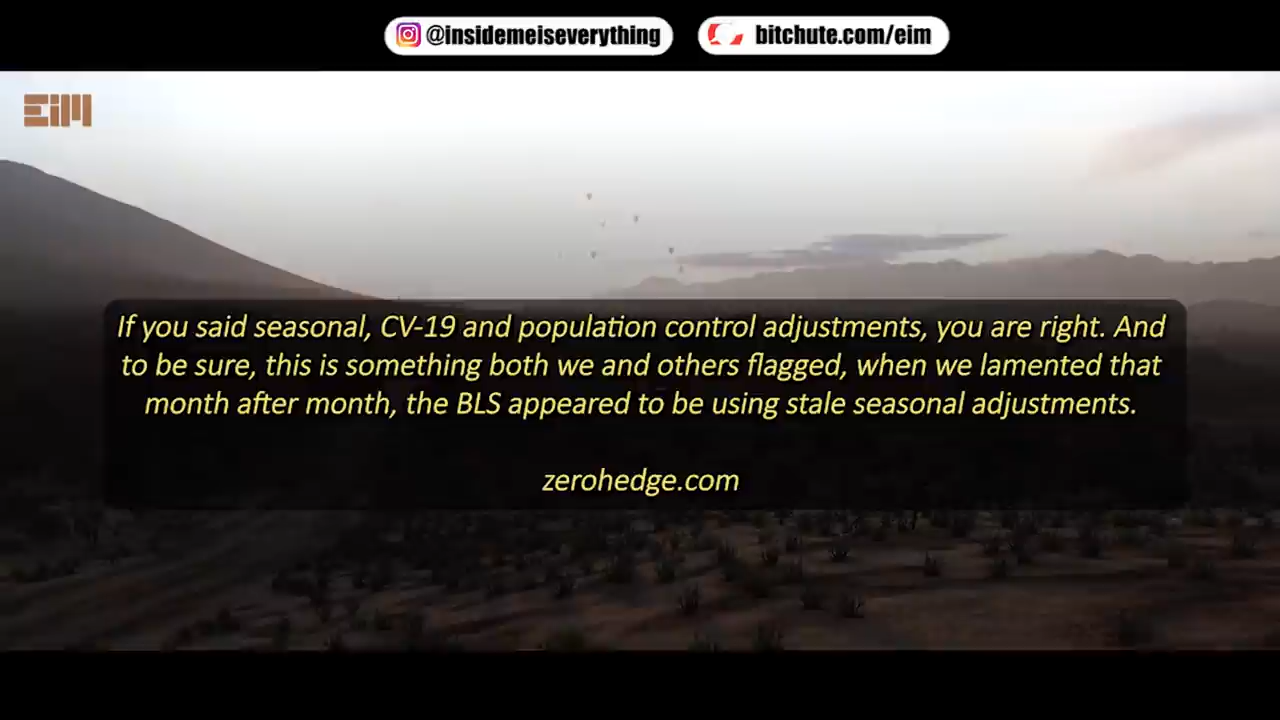 @insidemeiseverything
bitchute.com/eim
EiM
If you said seasonal, CV-19 and population control adjustments, you are right. And
to be sure, this is something both we and others flagged, when we lamented that
month after month, the BLS appeared to be using stale seasonal adjustments.
zerohedge.com